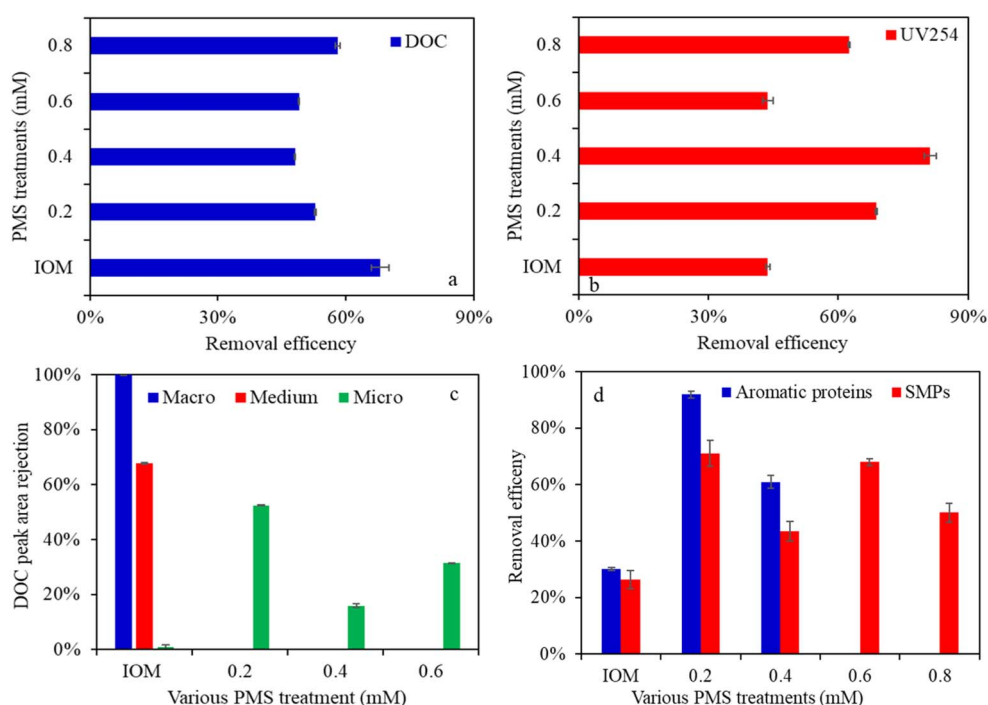 PMS treatments (mM)
DOC
0.8
0.6
0.4
0.2
IOM
a
0%
30%
60%
90%
Removal efficency
PMS treatments (mM)
UV254
0.8
0.6
0.4
0.2
IOM
b
0%
30%
60%
90%
Removal efficency
DOC peak area rejection
100%
80%
60%
40%
20%
0%
Macro
Medium
Micro
c
IOM
0.2
0.4
0.6
Various PMS treatment (mM)
Removal efficeny
100%
80%
60%
40%
20%
0%
d
Aromatic proteins
SMPs
IOM
0.2
0.4
0.6
0.8
Various PMS treatments (mM)